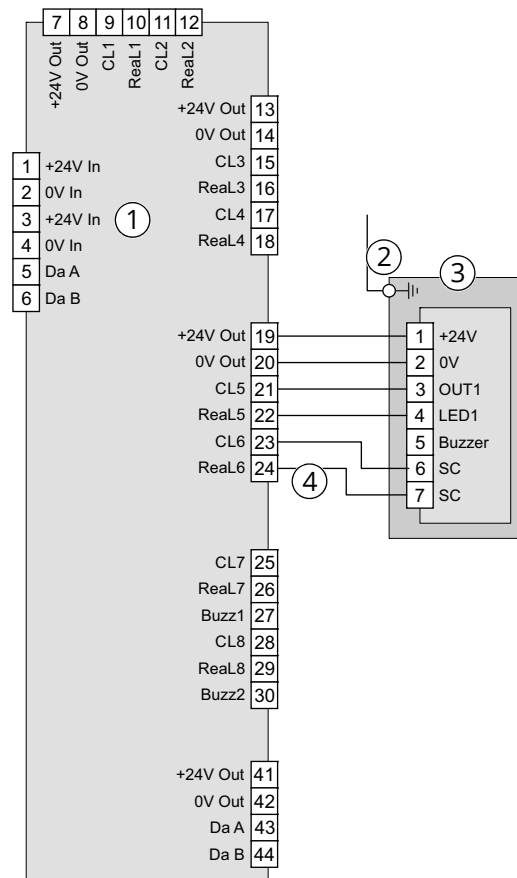 7 8 9 10 11 12
+24V Out
0V Out
CL1
ReaL1
CL2
ReaL2
+24V Out 13
0V Out 14
CL3 15
ReaL3 16
CL4 17
ReaL4 18
1 +24V In
2 0V In
3 +24V In
4 0V In
5 Da A
6 Da B
1
2
3
+24V Out 19
0V Out 20
CL5 21
ReaL5 22
CL6 23
ReaL6 24
1 +24V
2 0V
3 OUT1
4 LED1
5 Buzzer
6 SC
7 SC
4
CL7 25
ReaL7 26
Buzz1 27
CL8 28
ReaL8 29
Buzz2 30
+24V Out 41
0V Out 42
Da A 43
Da B 44